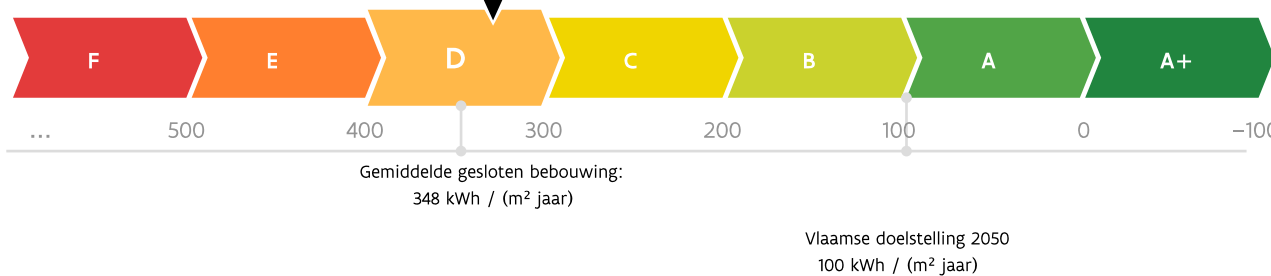 F E D C B A A+
... 500 400 300 200 100 0 −100
Gemiddelde gesloten bebouwing:
348 kWh / (m² jaar)
Vlaamse doelstelling 2050
100 kWh / (m² jaar)